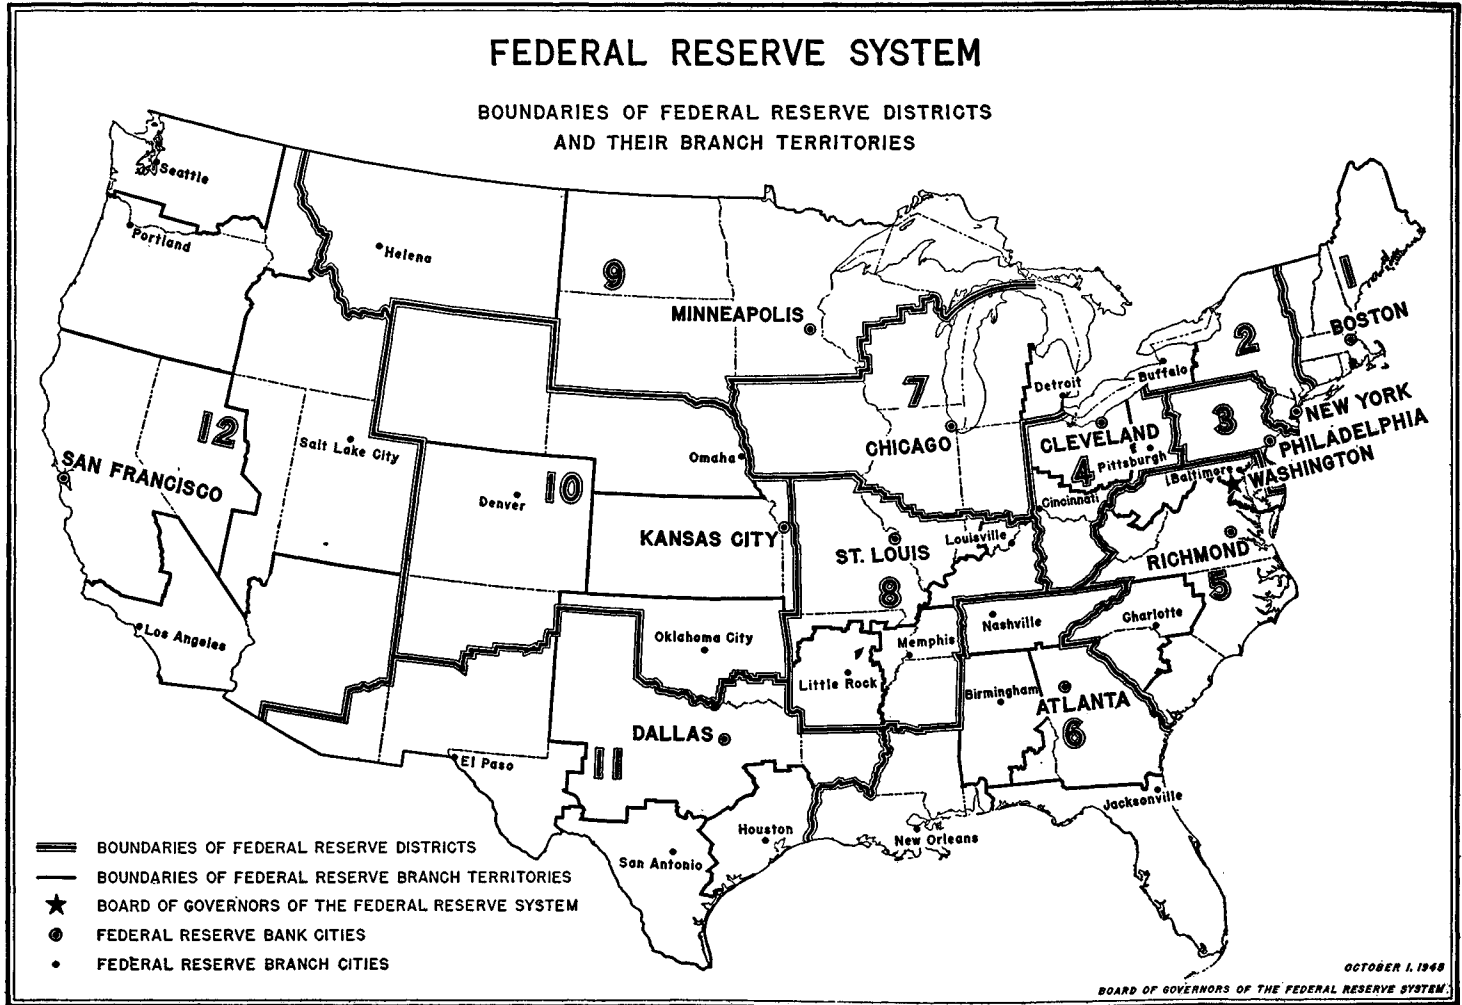 FEDERAL RESERVE SYSTEM
BOUNDARIES OF FEDERAL RESERVE DISTRICTS
AND THEIR BRANCH TERRITORIES
Seattle
Portland
Helena
9
MINNEAPOLIS
1
BOSTON
2
Buffalo
7
Detroit
3
NEW YORK
PHILADELPHIA
WASHINGTON
CHICAGO
CLEVELAND
4
Pittsburgh
Baltimore
Cincinnati
12
Salt Lake City
SAN FRANCISCO
Omaha
Denver
10
KANSAS CITY
ST. LOUIS
Louisville
8
RICHMOND
5
Los Angeles
Oklahoma City
Memphis
Nashville
Charlotte
Little Rock
Birmingham
ATLANTA
6
DALLAS
11
El Paso
Jacksonville
Houston
New Orleans
San Antonio
BOUNDARIES OF FEDERAL RESERVE DISTRICTS
BOUNDARIES OF FEDERAL RESERVE BRANCH TERRITORIES
BOARD OF GOVERNORS OF THE FEDERAL RESERVE SYSTEM
FEDERAL RESERVE BANK CITIES
FEDERAL RESERVE BRANCH CITIES
OCTOBER 1, 1948
BOARD OF GOVERNORS OF THE FEDERAL RESERVE SYSTEM.